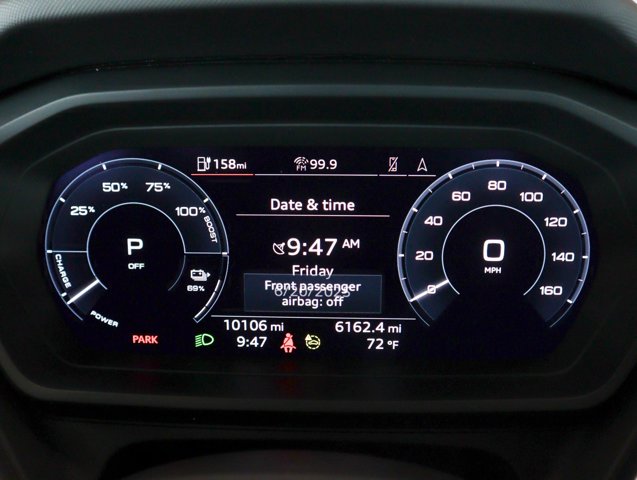 158mi
FM 99.9
Date & time
9:47 AM
Friday
Front passenger
airbag: off
10106 mi
6162.4 mi
9:47
72 °F
PARK
CHARGE
25%
50%
75%
100%
BOOST
P
OFF
69%
POWER
0
20
40
60
80
100
120
140
160
0
MPH